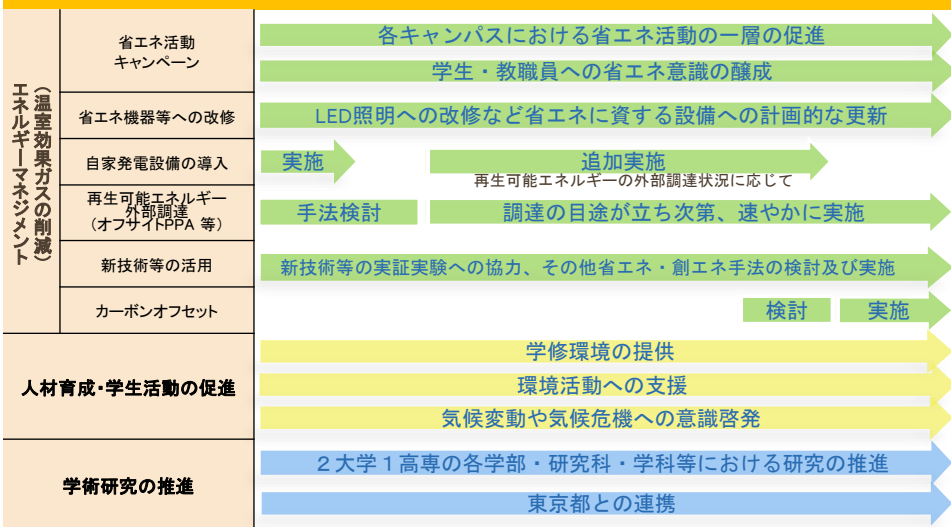 エネルギーマネジメント
（温室効果ガスの削減）
省エネ活動
キャンペーン
各キャンパスにおける省エネ活動の一層の促進
学生・教職員への省エネ意識の醸成
省エネ機器等への改修
LED照明への改修など省エネに資する設備への計画的な更新
自家発電設備の導入
実施
追加実施
再生可能エネルギーの外部調達状況に応じて
再生可能エネルギー
外部調達
（オフサイトPPA 等）
手法検討
調達の目途が立ち次第、速やかに実施
新技術等の活用
新技術等の実証実験への協力、その他省エネ・創エネ手法の検討及び実施
カーボンオフセット
検討
実施
人材育成・学生活動の促進
学修環境の提供
環境活動への支援
気候変動や気候危機への意識啓発
学術研究の推進
２大学１高専の各学部・研究科・学科等における研究の推進
東京都との連携